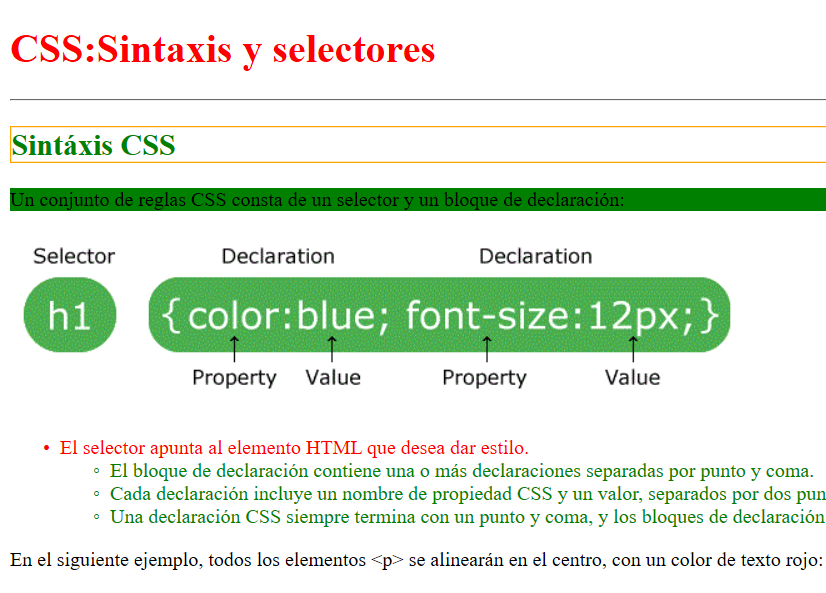 CSS:Sintaxis y selectores
Sintáxis CSS
Un conjunto de reglas CSS consta de un selector y un bloque de declaración:
Selector Declaration Declaration
h1 {color:blue; font-size:12px;}
Property Value Property Value
• El selector apunta al elemento HTML que desea dar estilo.
◦ El bloque de declaración contiene una o más declaraciones separadas por punto y coma.
◦ Cada declaración incluye un nombre de propiedad CSS y un valor, separados por dos pun
◦ Una declaración CSS siempre termina con un punto y coma, y los bloques de declaración
En el siguiente ejemplo, todos los elementos <p> se alinearán en el centro, con un color de texto rojo: